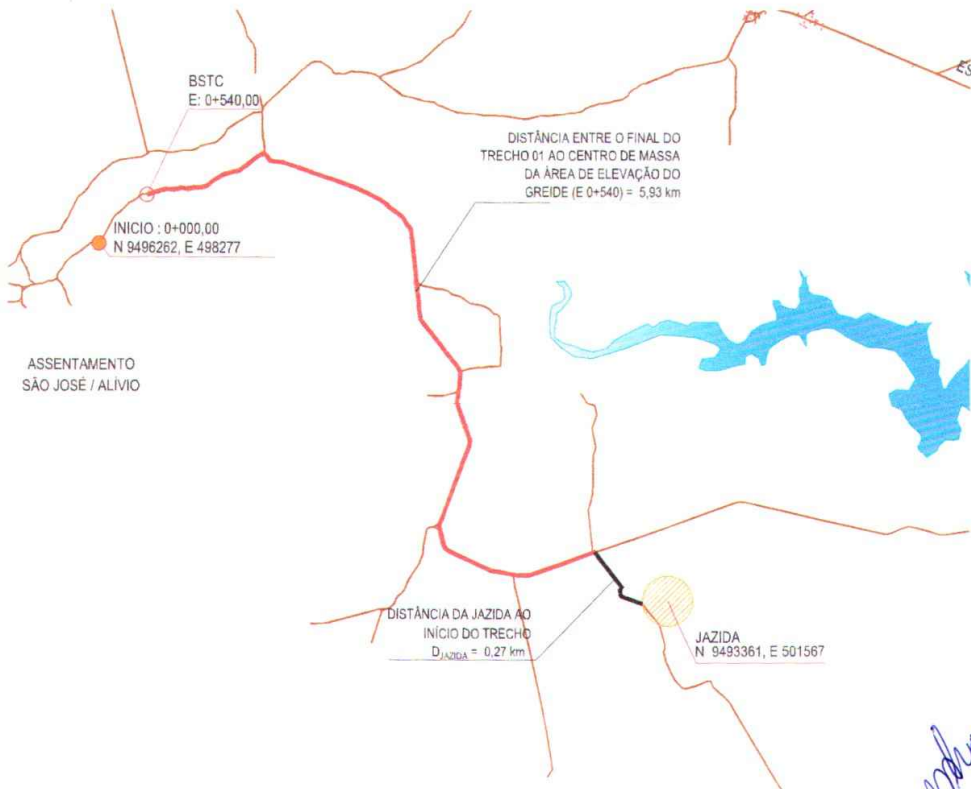 BSTC
E: 0+540,00
ES
DISTÂNCIA ENTRE O FINAL DO
TRECHO 01 AO CENTRO DE MASSA
DA ÁREA DE ELEVAÇÃO DO
GREIDE (E 0+540) = 5,93 km
INICIO : 0+000,00
N 9496262, E 498277
ASSENTAMENTO
SÃO JOSÉ / ALÍVIO
DISTÂNCIA DA JAZIDA AO
INÍCIO DO TRECHO
DJAZIDA = 0,27 km
JAZIDA
N 9493361, E 501567